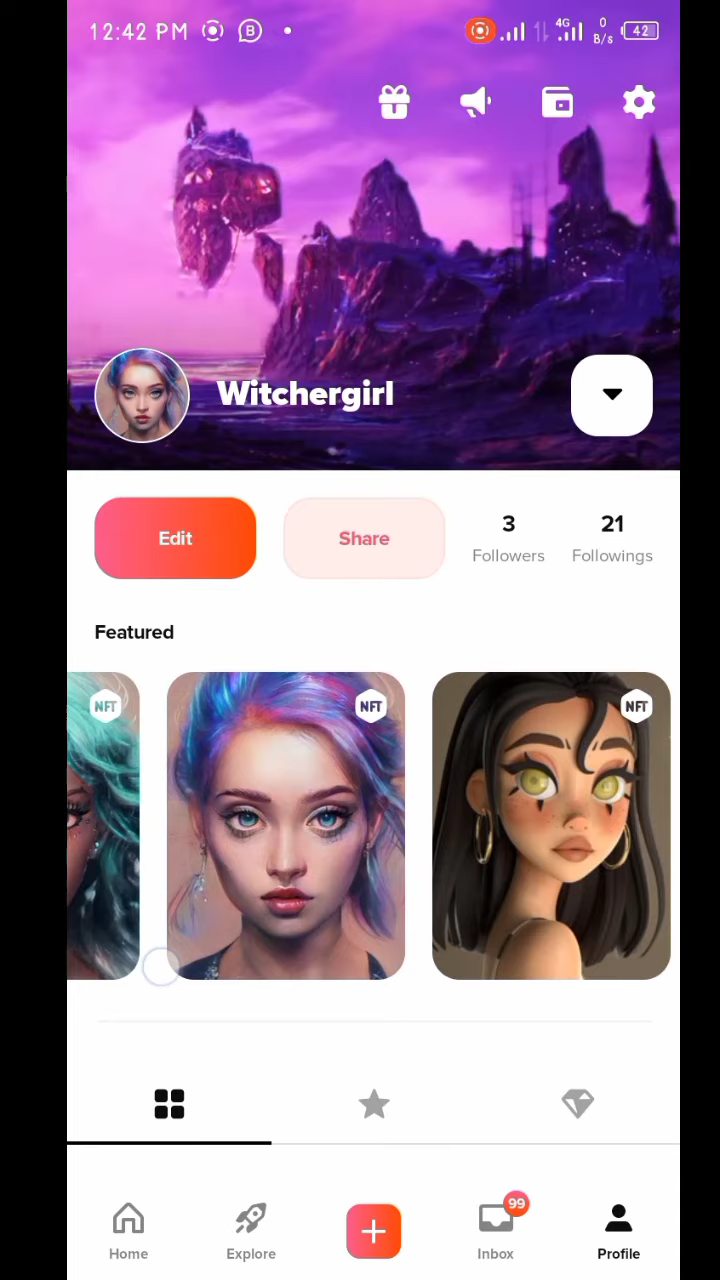 12:42 PM B 4G 0 B/s 42
Witchergirl
Edit Share 3 Followers 21 Followings
Featured
NFT NFT NFT
99
Home Explore Inbox Profile